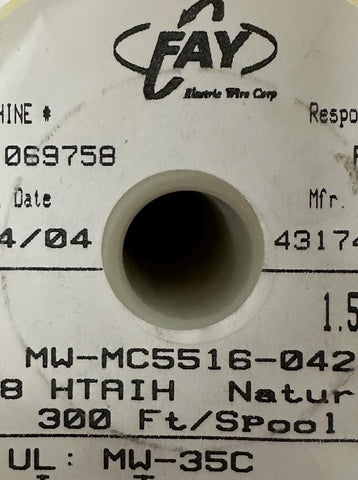 FAY
Electric Wire Corp
HINE # Respo
069758
Date Mfr.
4/04 43174
1.5
MW-MC5516-042
8 HTAIH Natur
300 Ft/Spool
UL: MW-35C